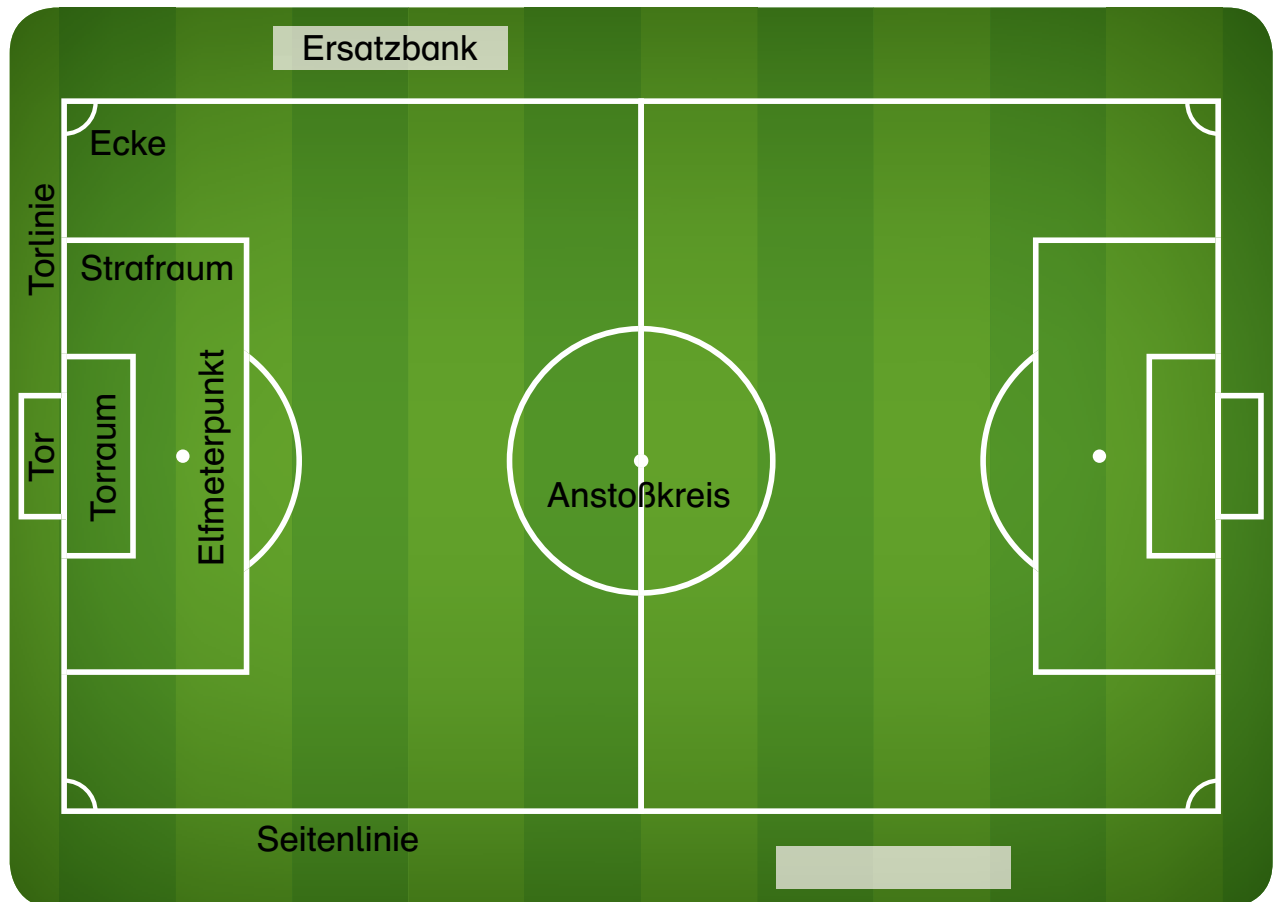 Ersatzbank
Ecke
Torlinie
Strafraum
Tor
Torraum
Elfmeterpunkt
Anstoßkreis
Seitenlinie